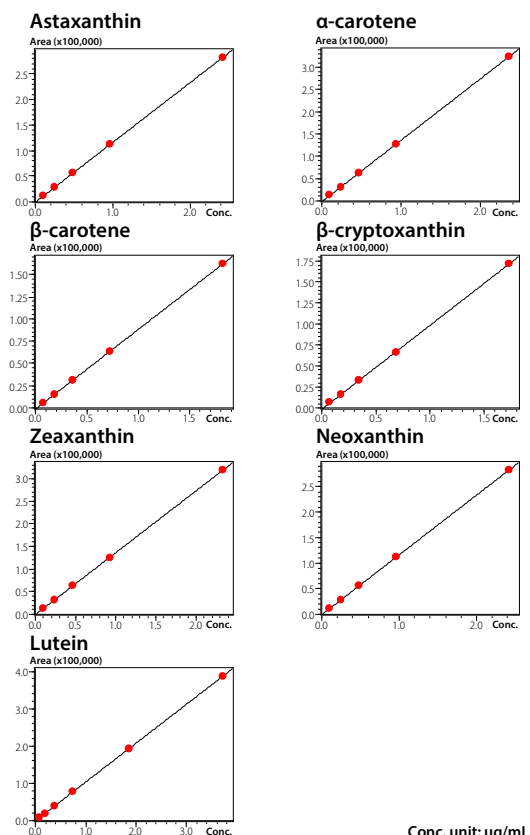 Astaxanthin
Area (x100,000)
2.5
2.0
1.5
1.0
0.5
0.0
0.0 1.0 2.0 Conc.
α-carotene
Area (x100,000)
3.0
2.5
2.0
1.5
1.0
0.5
0.0
0.0 1.0 2.0 Conc.
β-carotene
Area (x100,000)
1.50
1.25
1.00
0.75
0.50
0.25
0.00
0.0 0.5 1.0 1.5 Conc.
β-cryptoxanthin
Area (x100,000)
1.75
1.50
1.25
1.00
0.75
0.50
0.25
0.00
0.0 0.5 1.0 1.5 Conc.
Zeaxanthin
Area (x100,000)
3.0
2.5
2.0
1.5
1.0
0.5
0.0
0.0 0.5 1.0 1.5 2.0 Conc.
Neoxanthin
Area (x100,000)
2.5
2.0
1.5
1.0
0.5
0.0
0.0 1.0 2.0 Conc.
Lutein
Area (x100,000)
4.0
3.0
2.0
1.0
0.0
0.0 1.0 2.0 3.0 Conc.
Conc. unit: ug/ml